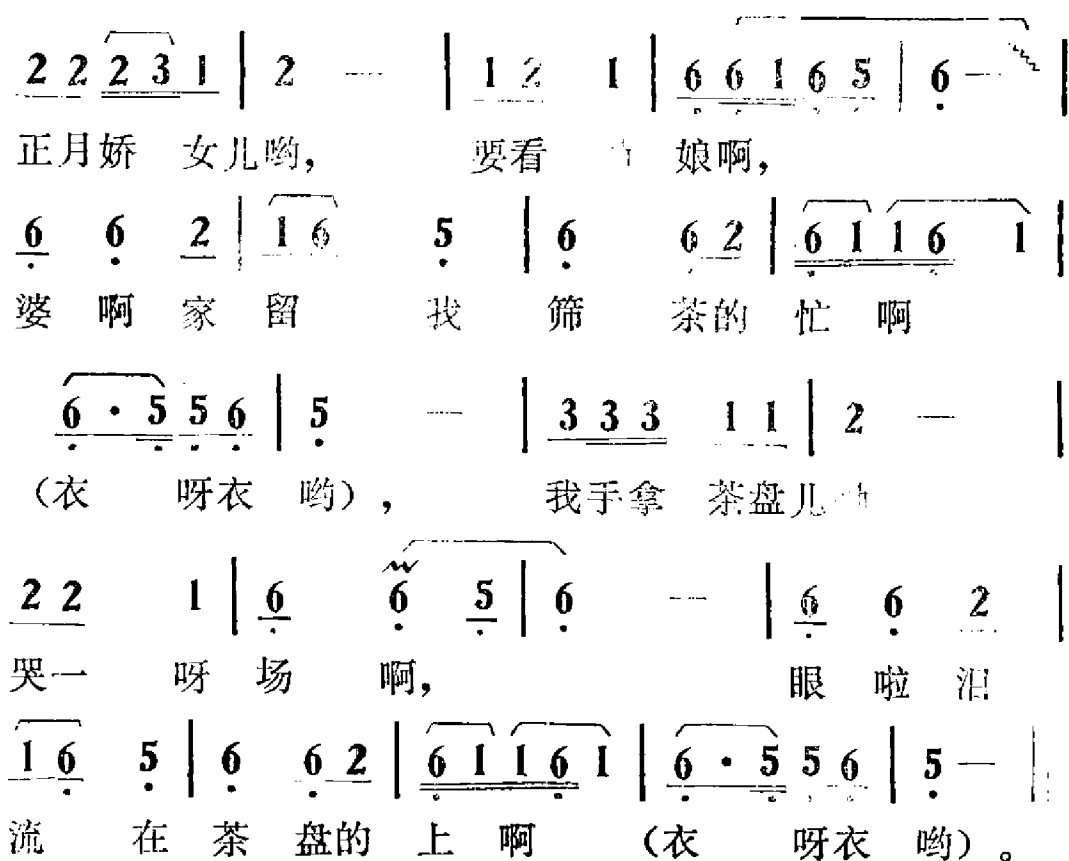 2 2 2 3 1 | 2 — | 1 2 1 | 6 6 1 6 5 | 6 — |
正月娇 女儿哟, 要看 娘啊,
6 6 2 | 1 6 5 | 6 6 2 | 6 1 1 6 1 |
婆 啊 家 留 我 筛 茶的 忙 啊
6 · 5 5 6 | 5 — | 3 3 3 1 1 | 2 — |
(衣 呀衣 哟), 我手拿 茶盘儿
2 2 1 | 6 6 5 | 6 — | 6 6 2 |
哭一 呀 场 啊, 眼 啦 泪
1 6 5 | 6 6 2 | 6 1 1 6 1 | 6 · 5 5 6 | 5 — ‖
流 在 茶 盘的 上 啊 (衣 呀衣 哟)。